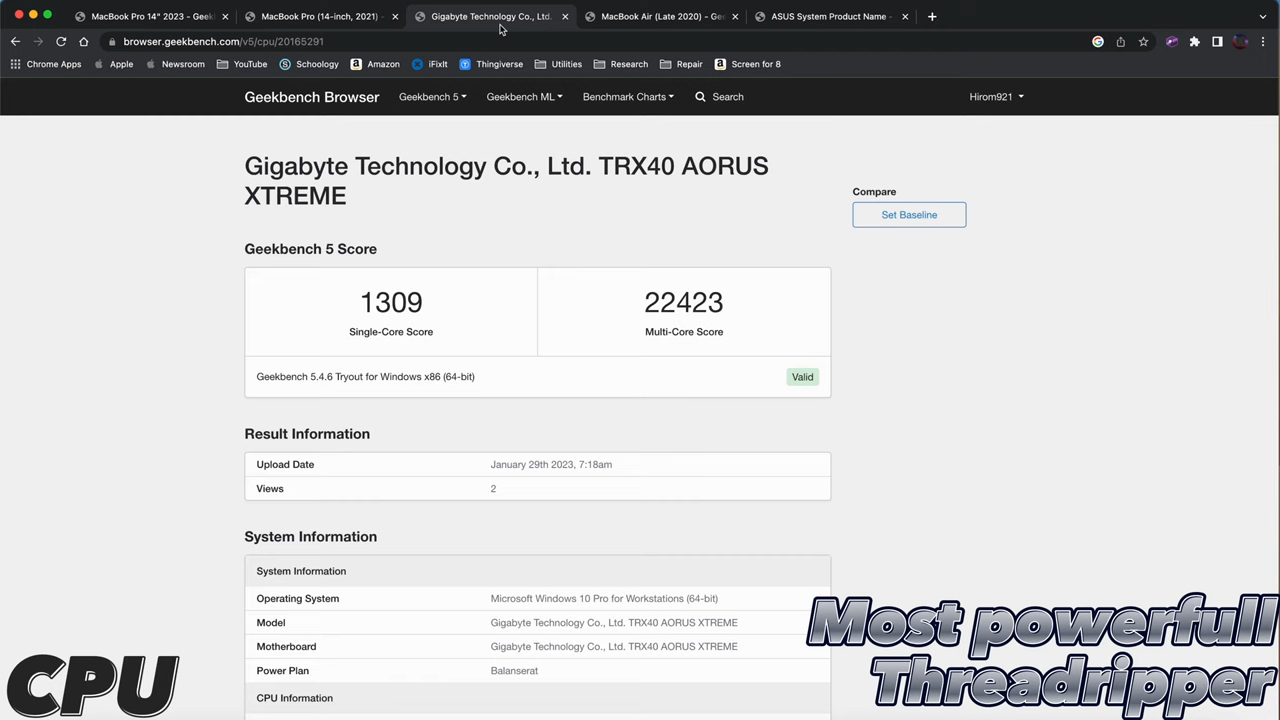 MacBook Pro 14" 2023 - Geekb
MacBook Pro (14-inch, 2021) -
Gigabyte Technology Co., Ltd.
MacBook Air (Late 2020) - Gee
ASUS System Product Name -
browser.geekbench.com/v5/cpu/20165291
Chrome Apps
Apple
Newsroom
YouTube
Schoology
Amazon
iFixIt
Thingiverse
Utilities
Research
Repair
Screen for 8
Geekbench Browser
Geekbench 5
Geekbench ML
Benchmark Charts
Search
Hirom921
Gigabyte Technology Co., Ltd. TRX40 AORUS
XTREME
Compare
Set Baseline
Geekbench 5 Score
1309
22423
Single-Core Score
Multi-Core Score
Geekbench 5.4.6 Tryout for Windows x86 (64-bit)
Valid
Result Information
Upload Date January 29th 2023, 7:18am
Views 2
System Information
System Information
Operating System Microsoft Windows 10 Pro for Workstations (64-bit)
Model Gigabyte Technology Co., Ltd. TRX40 AORUS XTREME
Motherboard Gigabyte Technology Co., Ltd. TRX40 AORUS XTREME
Power Plan Balanserat
CPU Information
CPU
Most powerfull
Threadripper